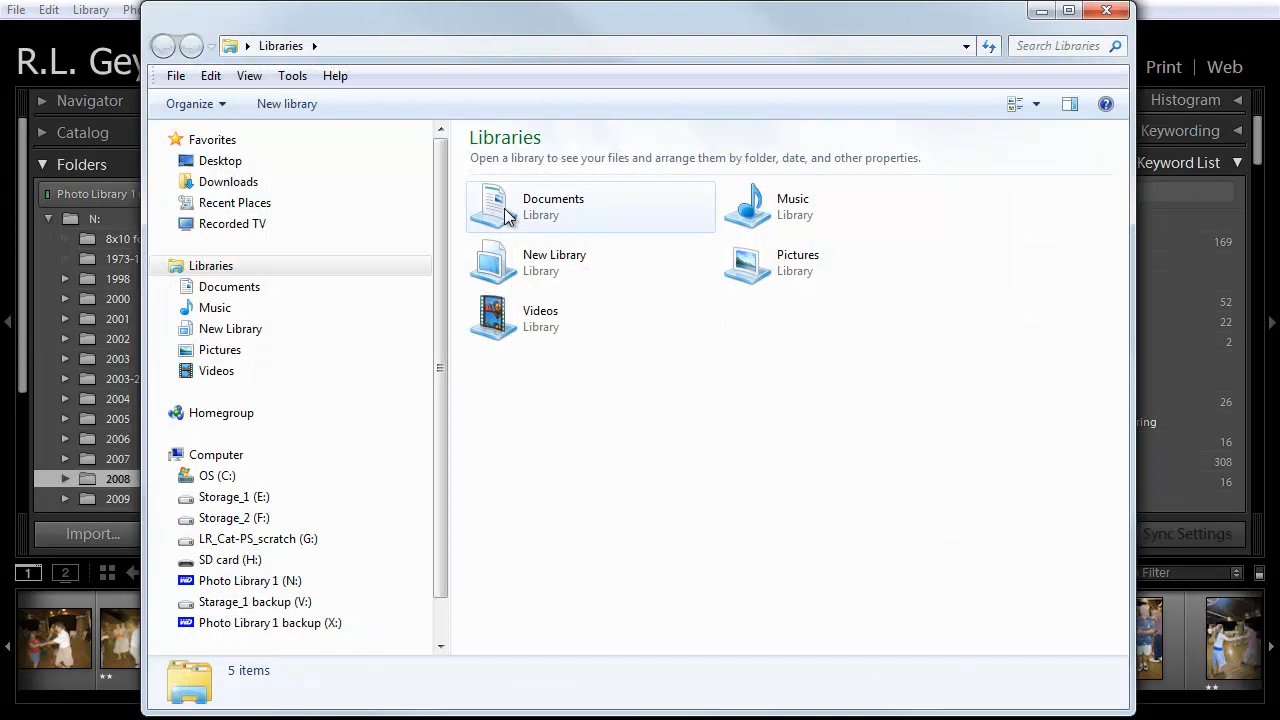 File Edit Library Pho
R.L. Gey
Print | Web
Navigator
Catalog
Folders
Photo Library 1
N:
8x10 fo
1973-1
1998
2000
2001
2002
2003
2003-2
2004
2005
2006
2007
2008
2009
Import...
1 2
Libraries
Search Libraries
File Edit View Tools Help
Organize New library
Favorites
Desktop
Downloads
Recent Places
Recorded TV
Libraries
Documents
Music
New Library
Pictures
Videos
Homegroup
Computer
OS (C:)
Storage_1 (E:)
Storage_2 (F:)
LR_Cat-PS_scratch (G:)
SD card (H:)
WD Photo Library 1 (N:)
Starage_1 backup (V:)
WD Photo Library 1 backup (X:)
Libraries
Open a library to see your files and arrange them by folder, date, and other properties.
Documents
Library
Music
Library
New Library
Library
Pictures
Library
Videos
Library
5 items
Histogram
Keywording
Keyword List
169
52
22
2
26
ring
16
308
16
Sync Settings
Filter